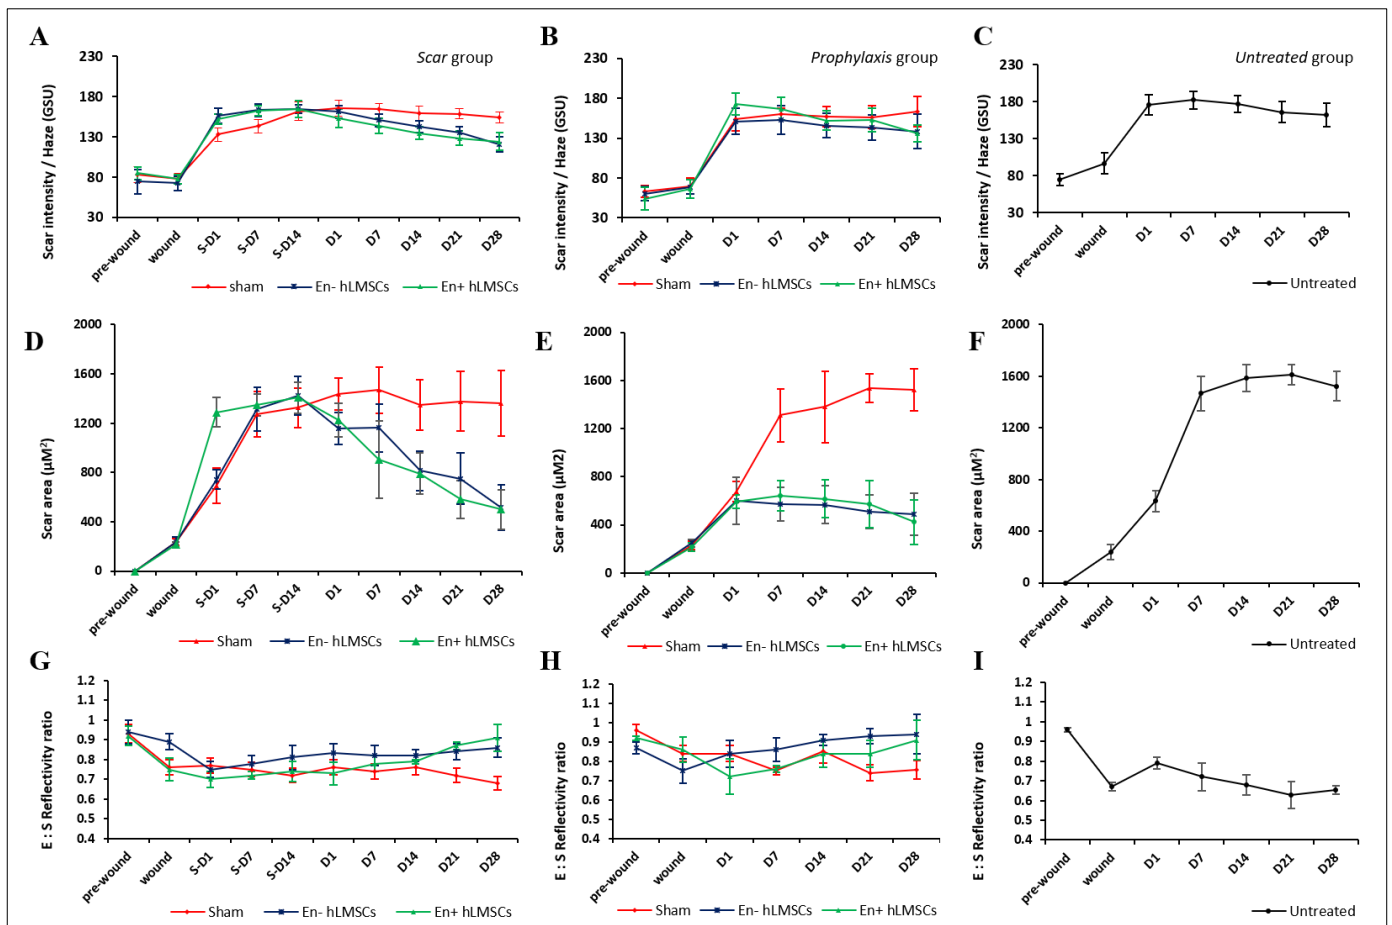 A
Scar group
Scar intensity / Haze (GSU)
230
180
130
80
30
pre-wound
wound
S-D1
S-D7
S-D14
D1
D7
D14
D21
D28
sham
En- hLMSCs
En+ hLMSCs
B
Prophylaxis group
Scar intensity / Haze (GSU)
230
180
130
80
30
pre-wound
wound
D1
D7
D14
D21
D28
Sham
En- hLMSCs
En+ hLMSCs
C
Untreated group
Scar intensity / Haze (GSU)
230
180
130
80
30
pre-wound
wound
D1
D7
D14
D21
D28
Untreated
D
Scar area (µM²)
2000
1600
1200
800
400
0
pre-wound
wound
S-D1
S-D7
S-D14
D1
D7
D14
D21
D28
Sham
En- hLMSCs
En+ hLMSCs
E
Scar area (µM2)
2000
1600
1200
800
400
0
pre-wound
wound
D1
D7
D14
D21
D28
Sham
En- hLMSCs
En+ hLMSCs
F
Scar area (µM²)
2000
1600
1200
800
400
0
pre-wound
wound
D1
D7
D14
D21
D28
Untreated
G
E : S Reflectivity ratio
1.2
1.1
1
0.9
0.8
0.7
0.6
0.5
0.4
pre-wound
wound
S-D1
S-D7
S-D14
D1
D7
D14
D21
D28
Sham
En- hLMSCs
En+ hLMSCs
H
E : S Reflectivity ratio
1.2
1.1
1
0.9
0.8
0.7
0.6
0.5
0.4
pre-wound
wound
D1
D7
D14
D21
D28
Sham
En- hLMSCs
En+ hLMSCs
I
E : S Reflectivity ratio
1.2
1.1
1
0.9
0.8
0.7
0.6
0.5
0.4
pre-wound
wound
D1
D7
D14
D21
D28
Untreated